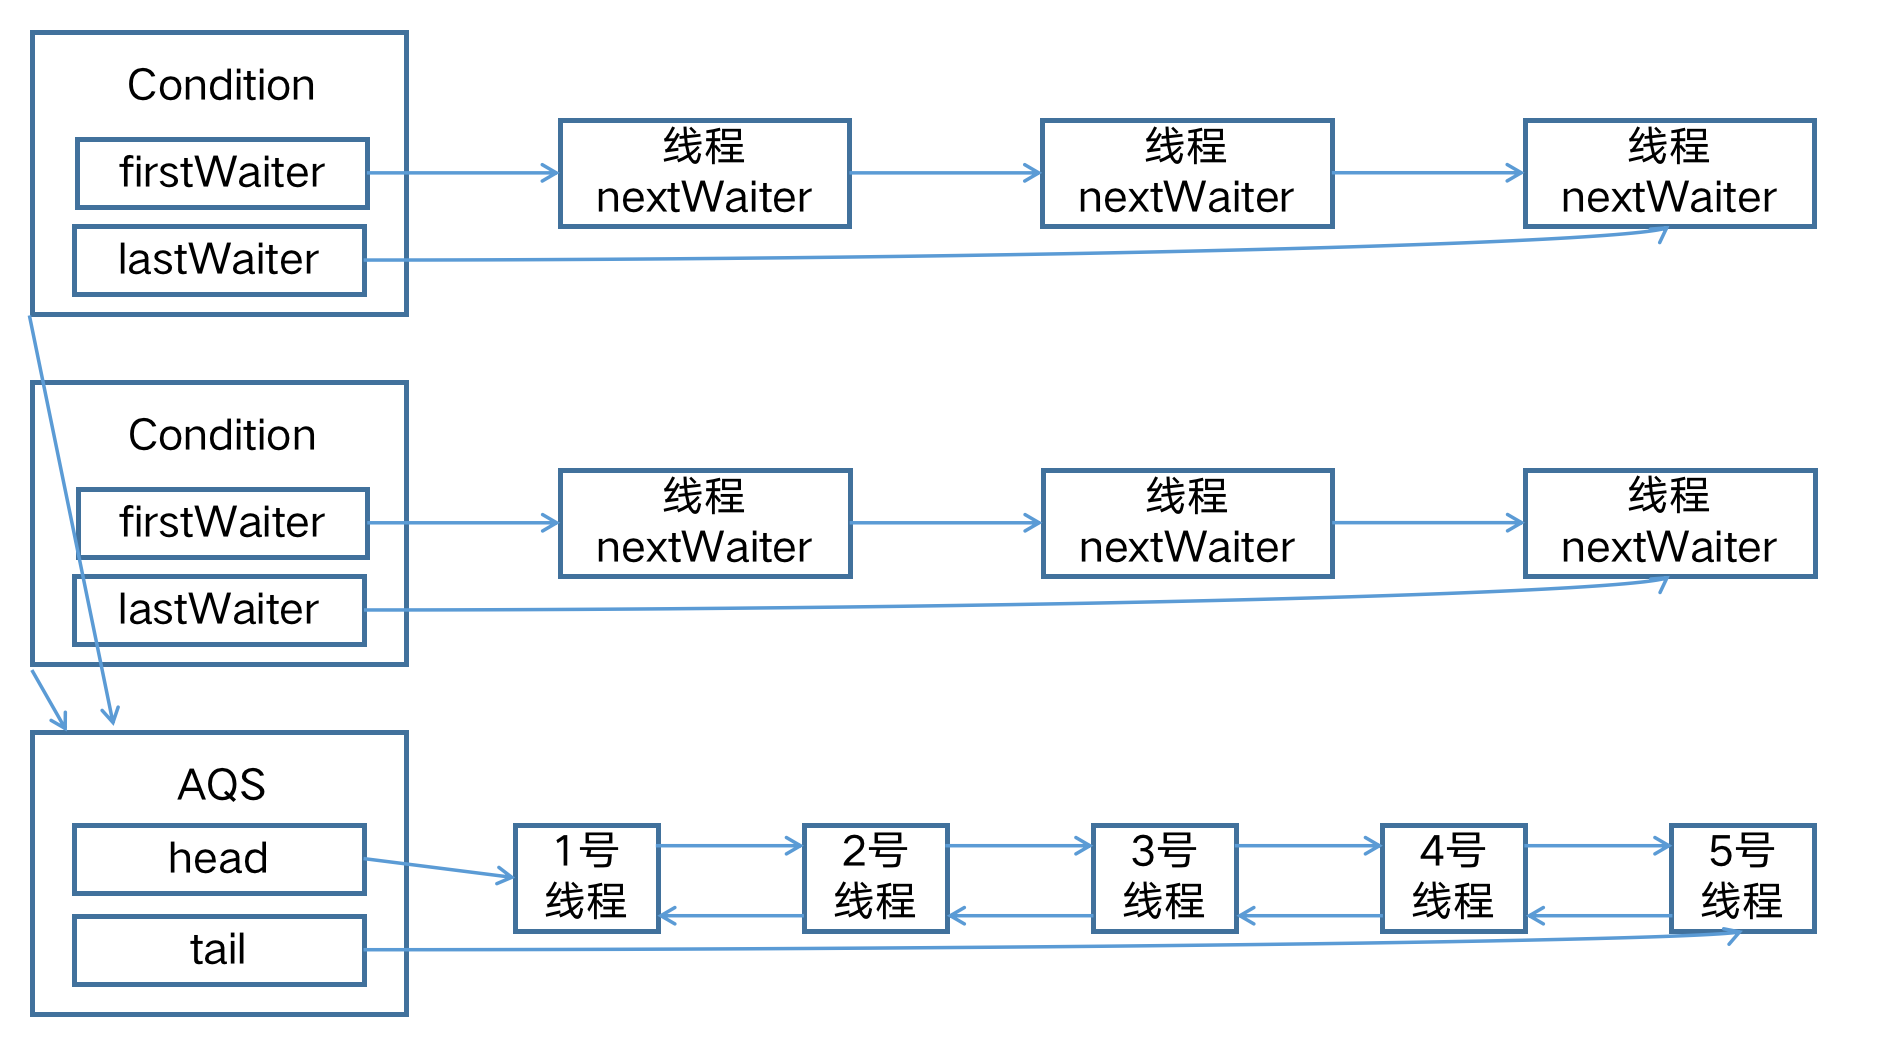 Condition
firstWaiter
lastWaiter
线程
nextWaiter
线程
nextWaiter
线程
nextWaiter
Condition
firstWaiter
lastWaiter
线程
nextWaiter
线程
nextWaiter
线程
nextWaiter
AQS
head
tail
1号
线程
2号
线程
3号
线程
4号
线程
5号
线程